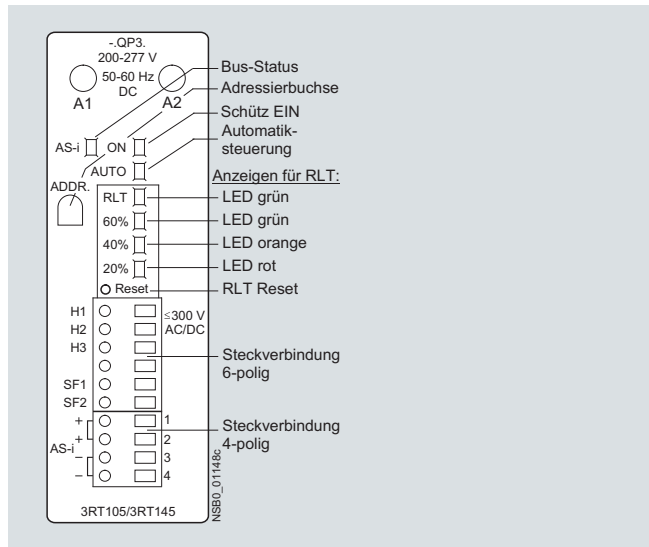 -.QP3.
200-277 V
50-60 Hz
DC
A1
A2
Bus-Status
Adressierbuchse
Schütz EIN
Automatik-
steuerung
AS-i
ON
AUTO
ADDR.
Anzeigen für RLT:
RLT
LED grün
60%
LED grün
40%
LED orange
20%
LED rot
Reset
RLT Reset
H1
≤300 V
H2
AC/DC
H3
Steckverbindung
6-polig
SF1
SF2
+
1
Steckverbindung
4-polig
+
2
AS-i
–
3
–
4
3RT105/3RT145
NSB0_01148c